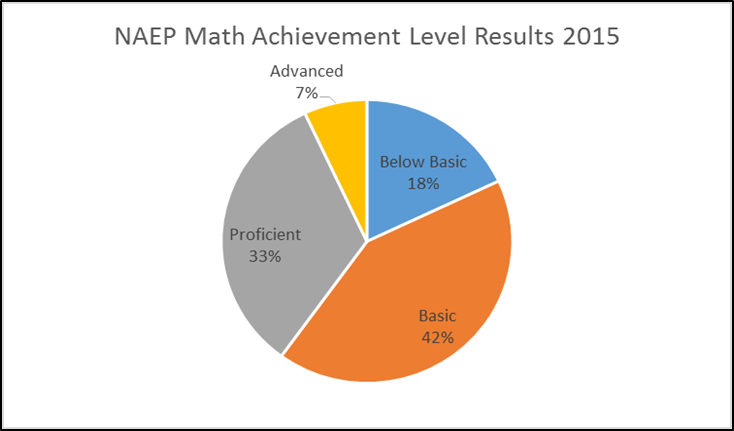 NAEP Math Achievement Level Results 2015
Advanced
7%
Below Basic
18%
Proficient
33%
Basic
42%